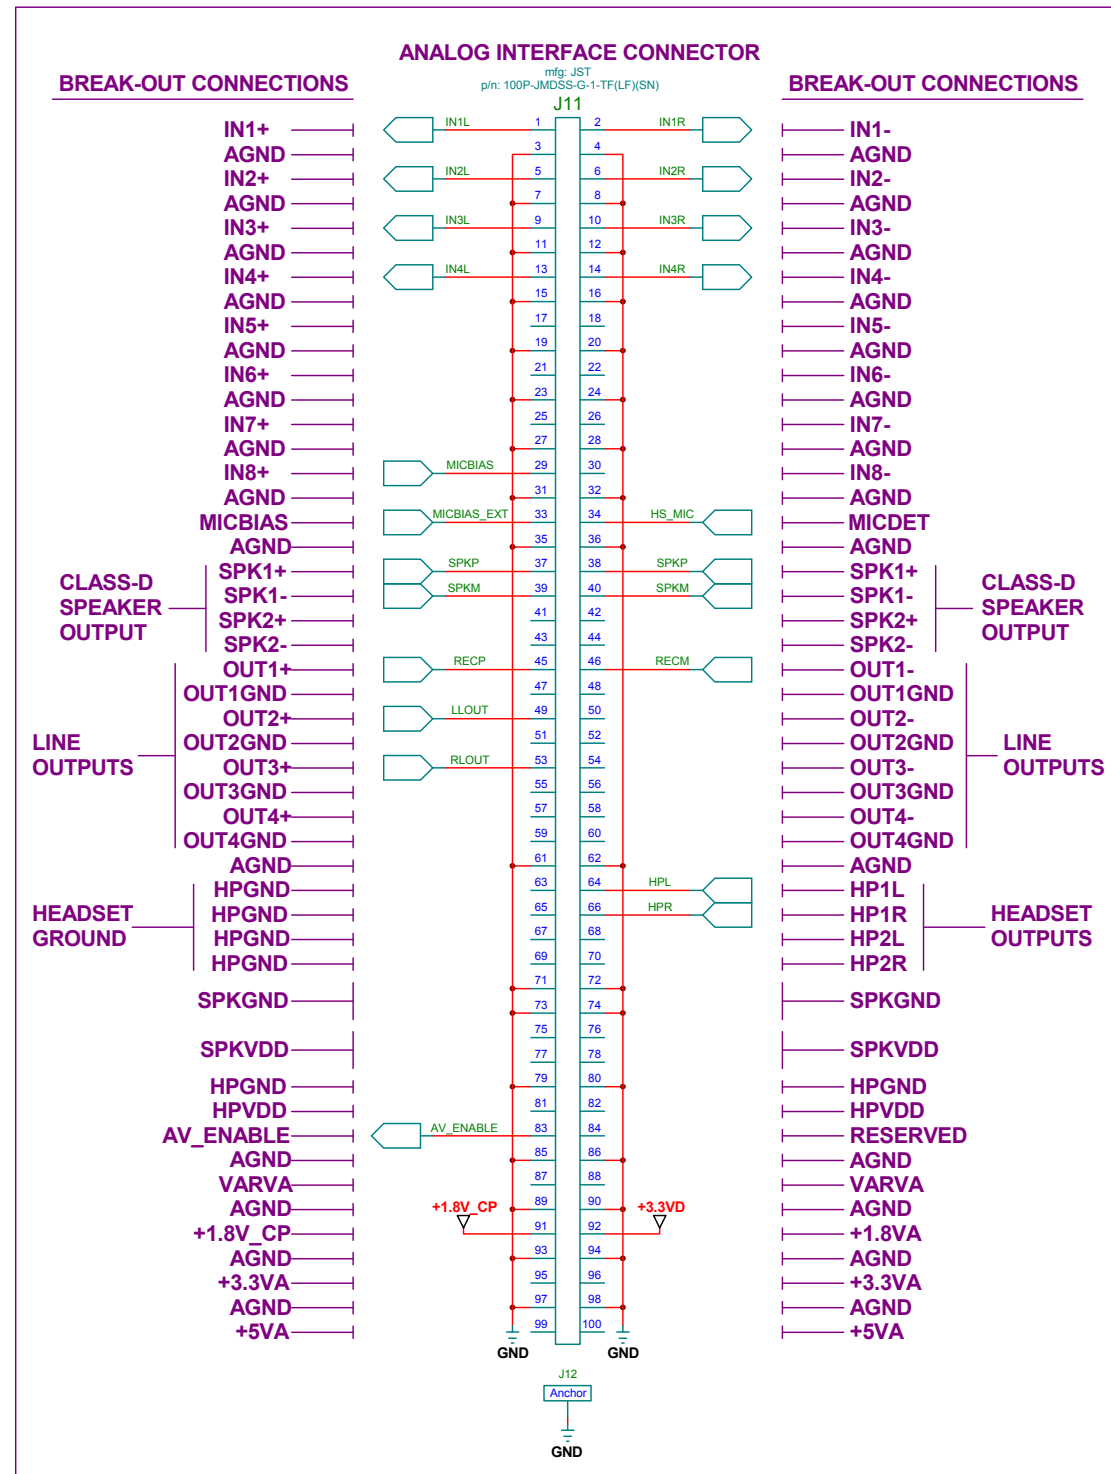 ANALOG INTERFACE CONNECTOR
mfg: JST
p/n: 100P-JMDSS-G-1-TF(LF)(SN)
BREAK-OUT CONNECTIONS BREAK-OUT CONNECTIONS
J11
IN1+ IN1L 1 2 IN1R IN1-
AGND 3 4 AGND
IN2+ IN2L 5 6 IN2R IN2-
AGND 7 8 AGND
IN3+ IN3L 9 10 IN3R IN3-
AGND 11 12 AGND
IN4+ IN4L 13 14 IN4R IN4-
AGND 15 16 AGND
IN5+ 17 18 IN5-
AGND 19 20 AGND
IN6+ 21 22 IN6-
AGND 23 24 AGND
IN7+ 25 26 IN7-
AGND 27 28 AGND
IN8+ MICBIAS 29 30 IN8-
AGND 31 32 AGND
MICBIAS MICBIAS_EXT 33 34 HS_MIC MICDET
AGND 35 36 AGND
CLASS-D SPEAKER OUTPUT
SPK1+ SPKP 37 38 SPKP SPK1+
SPK1- SPKM 39 40 SPKM SPK1-
SPK2+ 41 42 SPK2+
SPK2- 43 44 SPK2-
CLASS-D SPEAKER OUTPUT
LINE OUTPUTS
OUT1+ RECP 45 46 RECM OUT1-
OUT1GND 47 48 OUT1GND
OUT2+ LLOUT 49 50 OUT2-
OUT2GND 51 52 OUT2GND
OUT3+ RLOUT 53 54 OUT3-
OUT3GND 55 56 OUT3GND
OUT4+ 57 58 OUT4-
OUT4GND 59 60 OUT4GND
LINE OUTPUTS
AGND 61 62 AGND
HEADSET GROUND
HPGND 63 64 HPL HP1L
HPGND 65 66 HPR HP1R
HPGND 67 68 HP2L
HPGND 69 70 HP2R
HEADSET OUTPUTS
71 72
SPKGND SPKGND
73 74
75 76
SPKVDD SPKVDD
77 78
HPGND 79 80 HPGND
HPVDD 81 82 HPVDD
AV_ENABLE AV_ENABLE 83 84 RESERVED
AGND 85 86 AGND
VARVA 87 88 VARVA
AGND 89 90 AGND
+1.8V_CP +3.3VD
+1.8V_CP 91 92 +1.8VA
AGND 93 94 AGND
+3.3VA 95 96 +3.3VA
AGND 97 98 AGND
+5VA 99 100 +5VA
GND GND
J12
Anchor
GND